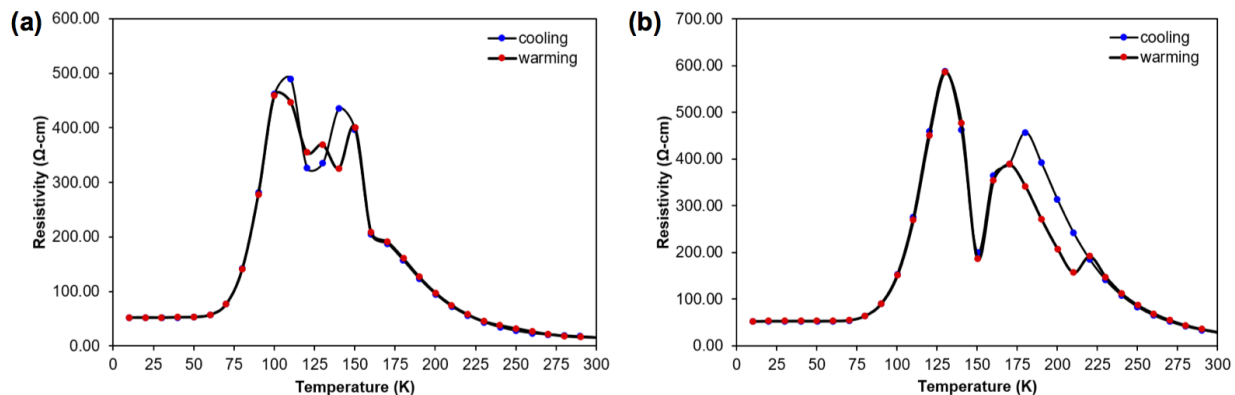 (a)
600.00
500.00
400.00
300.00
200.00
100.00
0.00
Resistivity (Ω-cm)
cooling
warming
0 25 50 75 100 125 150 175 200 225 250 275 300
Temperature (K)
(b)
700.00
600.00
500.00
400.00
300.00
200.00
100.00
0.00
Resistivity (Ω-cm)
cooling
warming
0 25 50 75 100 125 150 175 200 225 250 275 300
Temperature (K)